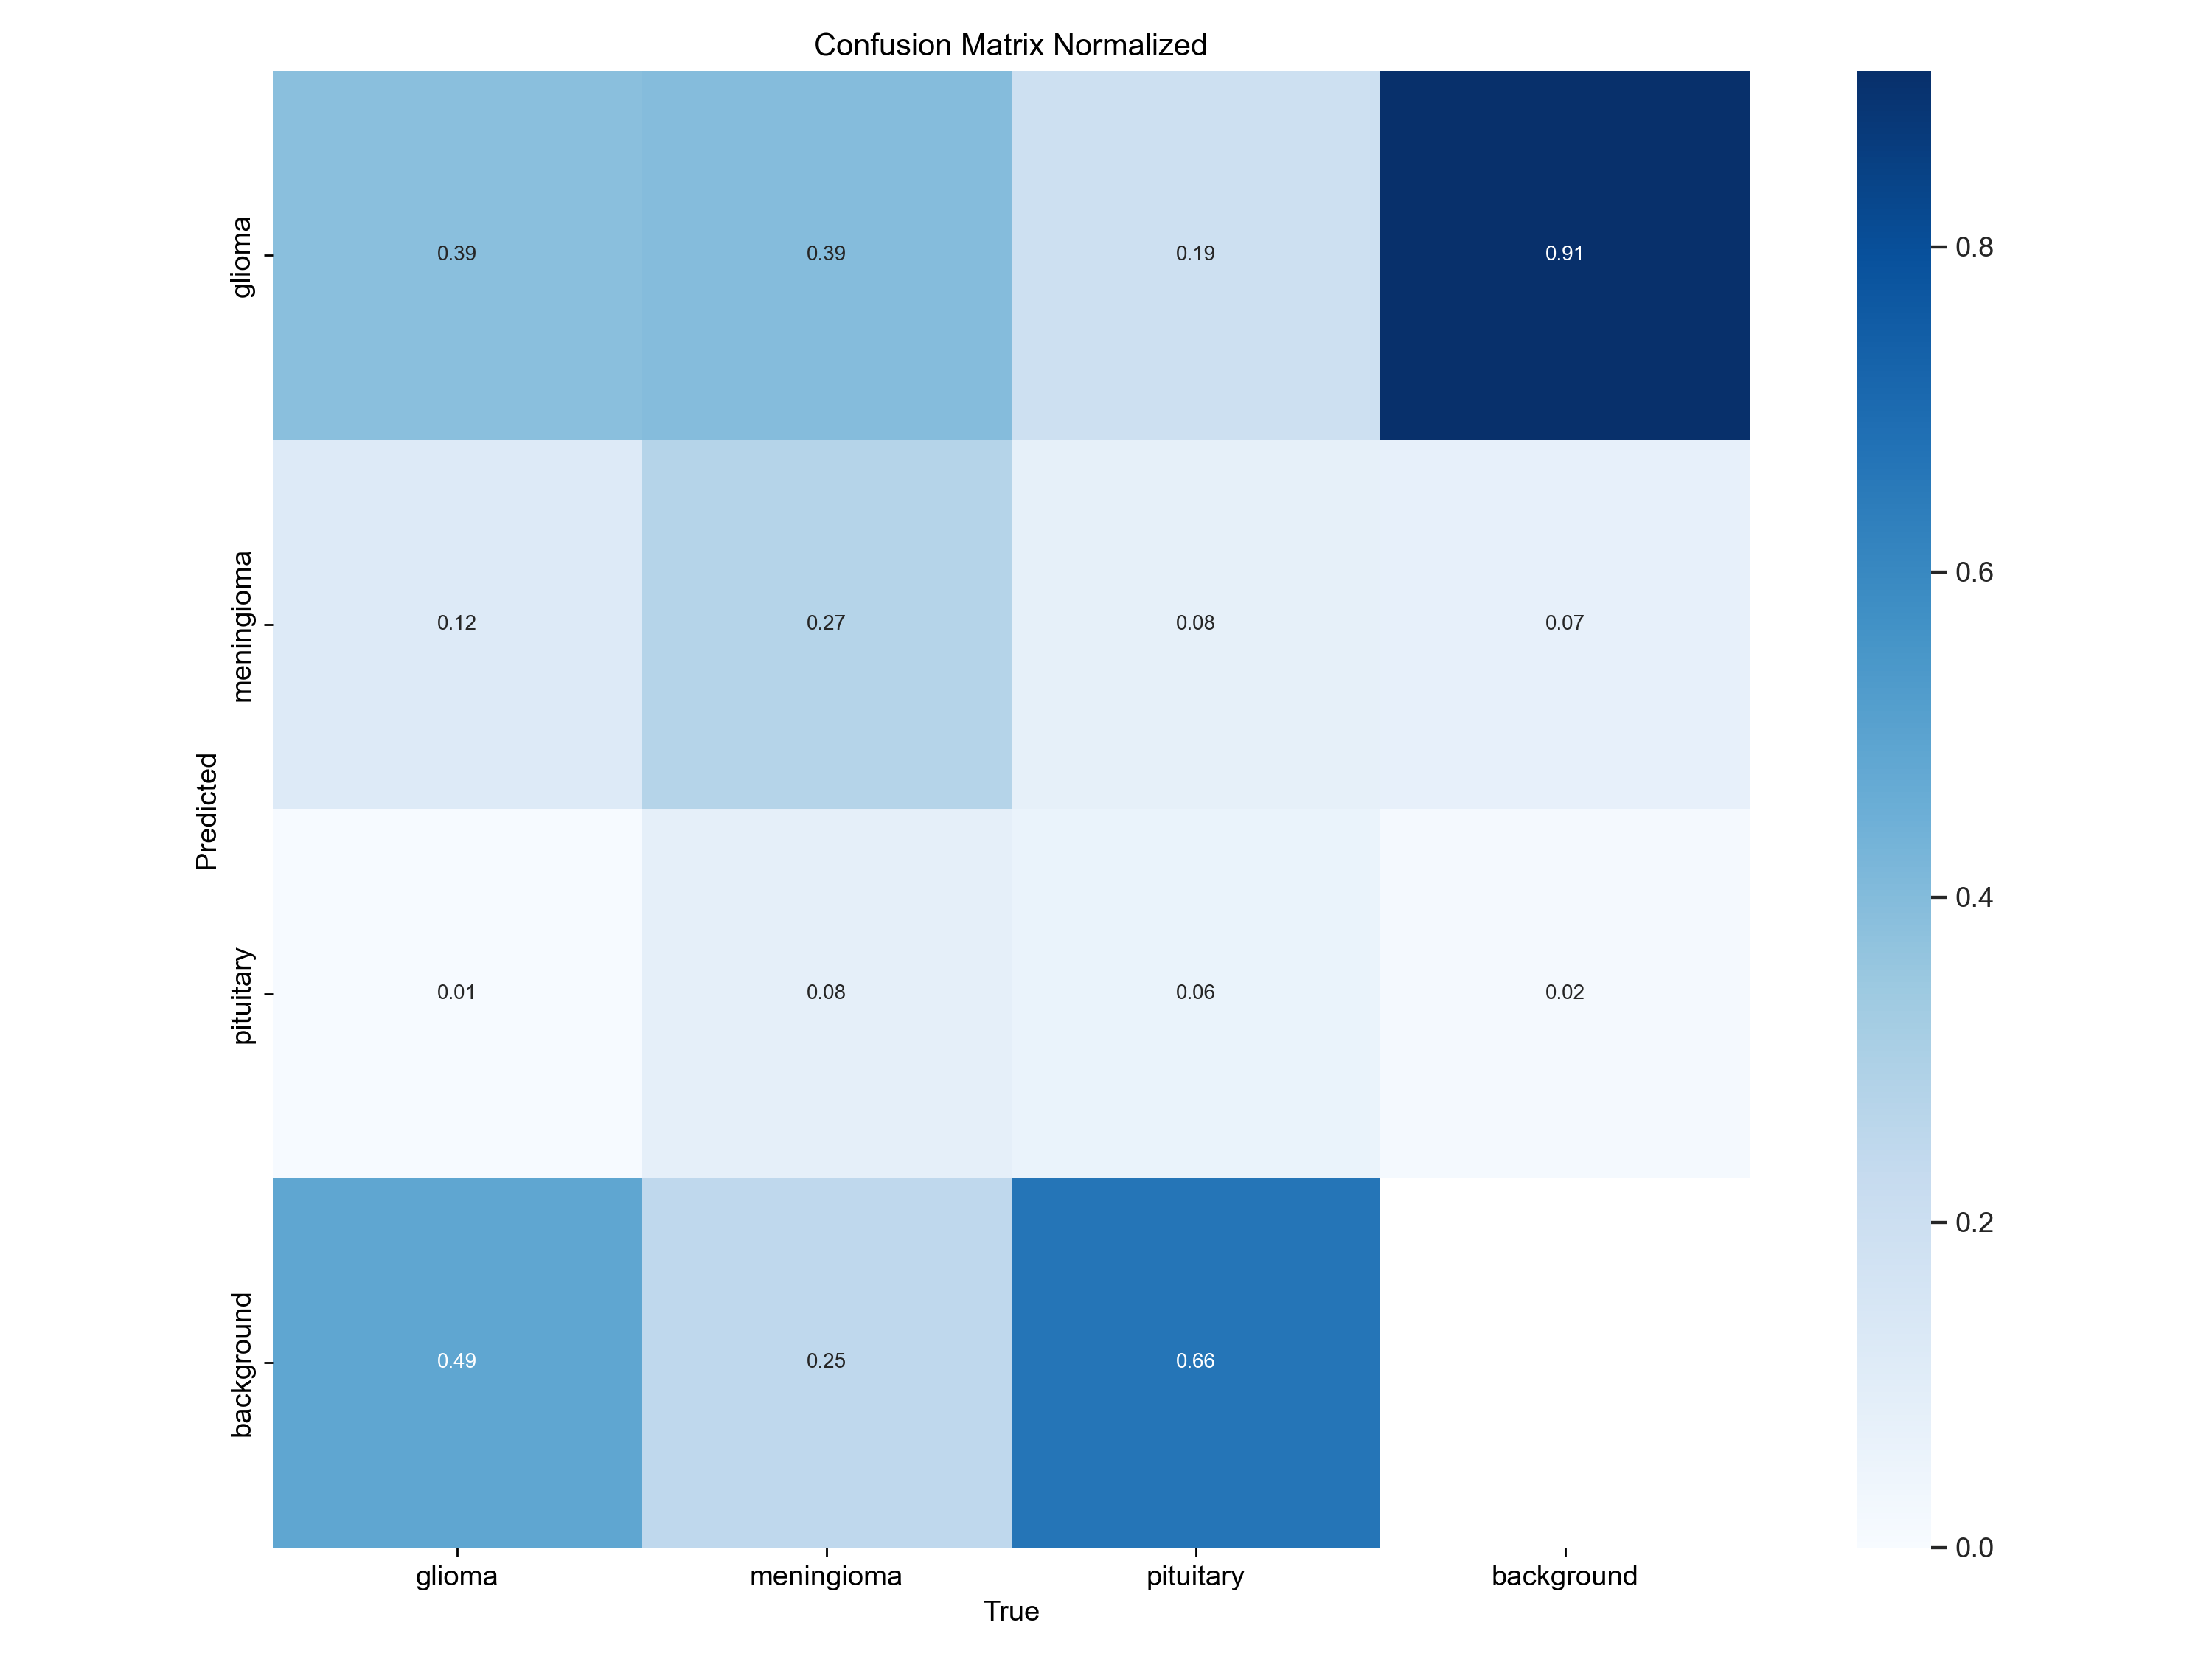 Confusion Matrix Normalized
glioma
0.39
0.39
0.19
0.91
meningioma
0.12
0.27
0.08
0.07
pituitary
0.01
0.08
0.06
0.02
background
0.49
0.25
0.66
Predicted
glioma
meningioma
pituitary
background
True
0.8
0.6
0.4
0.2
0.0